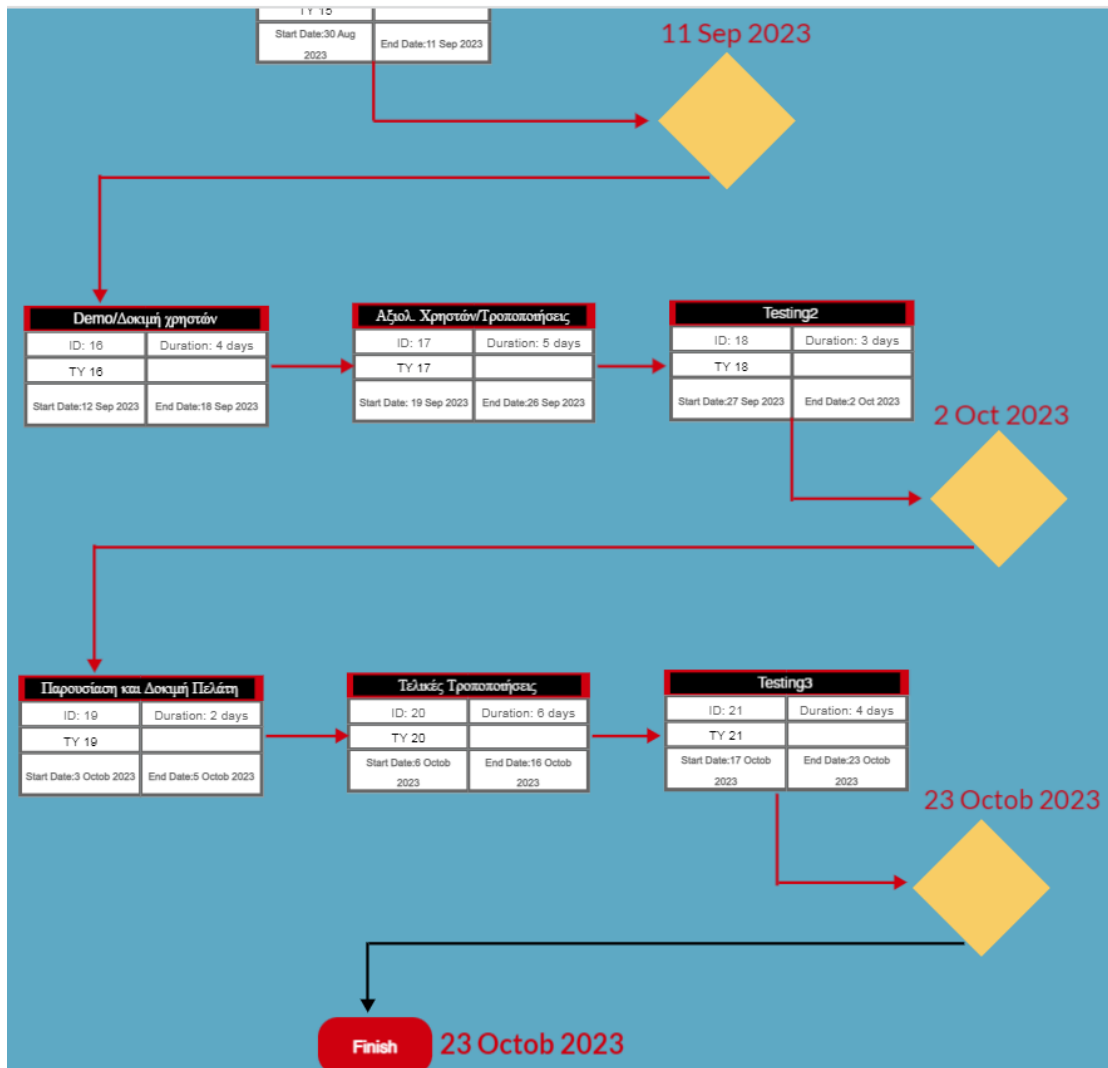 TY 15
Start Date:30 Aug
2023
End Date:11 Sep 2023
11 Sep 2023
Demo/Δοκιμή χρηστών
ID: 16
Duration: 4 days
TY 16
Start Date:12 Sep 2023
End Date:18 Sep 2023
Αξιολ. Χρηστών/Τροποποιήσεις
ID: 17
Duration: 5 days
TY 17
Start Date: 19 Sep 2023
End Date:26 Sep 2023
Testing2
ID: 18
Duration: 3 days
TY 18
Start Date:27 Sep 2023
End Date:2 Oct 2023
2 Oct 2023
Παρουσίαση και Δοκιμή Πελάτη
ID: 19
Duration: 2 days
TY 19
Start Date:3 Octob 2023
End Date:5 Octob 2023
Τελικές Τροποποιήσεις
ID: 20
Duration: 6 days
TY 20
Start Date:6 Octob
2023
End Date:16 Octob
2023
Testing3
ID: 21
Duration: 4 days
TY 21
Start Date:17 Octob
2023
End Date:23 Octob
2023
23 Octob 2023
Finish
23 Octob 2023